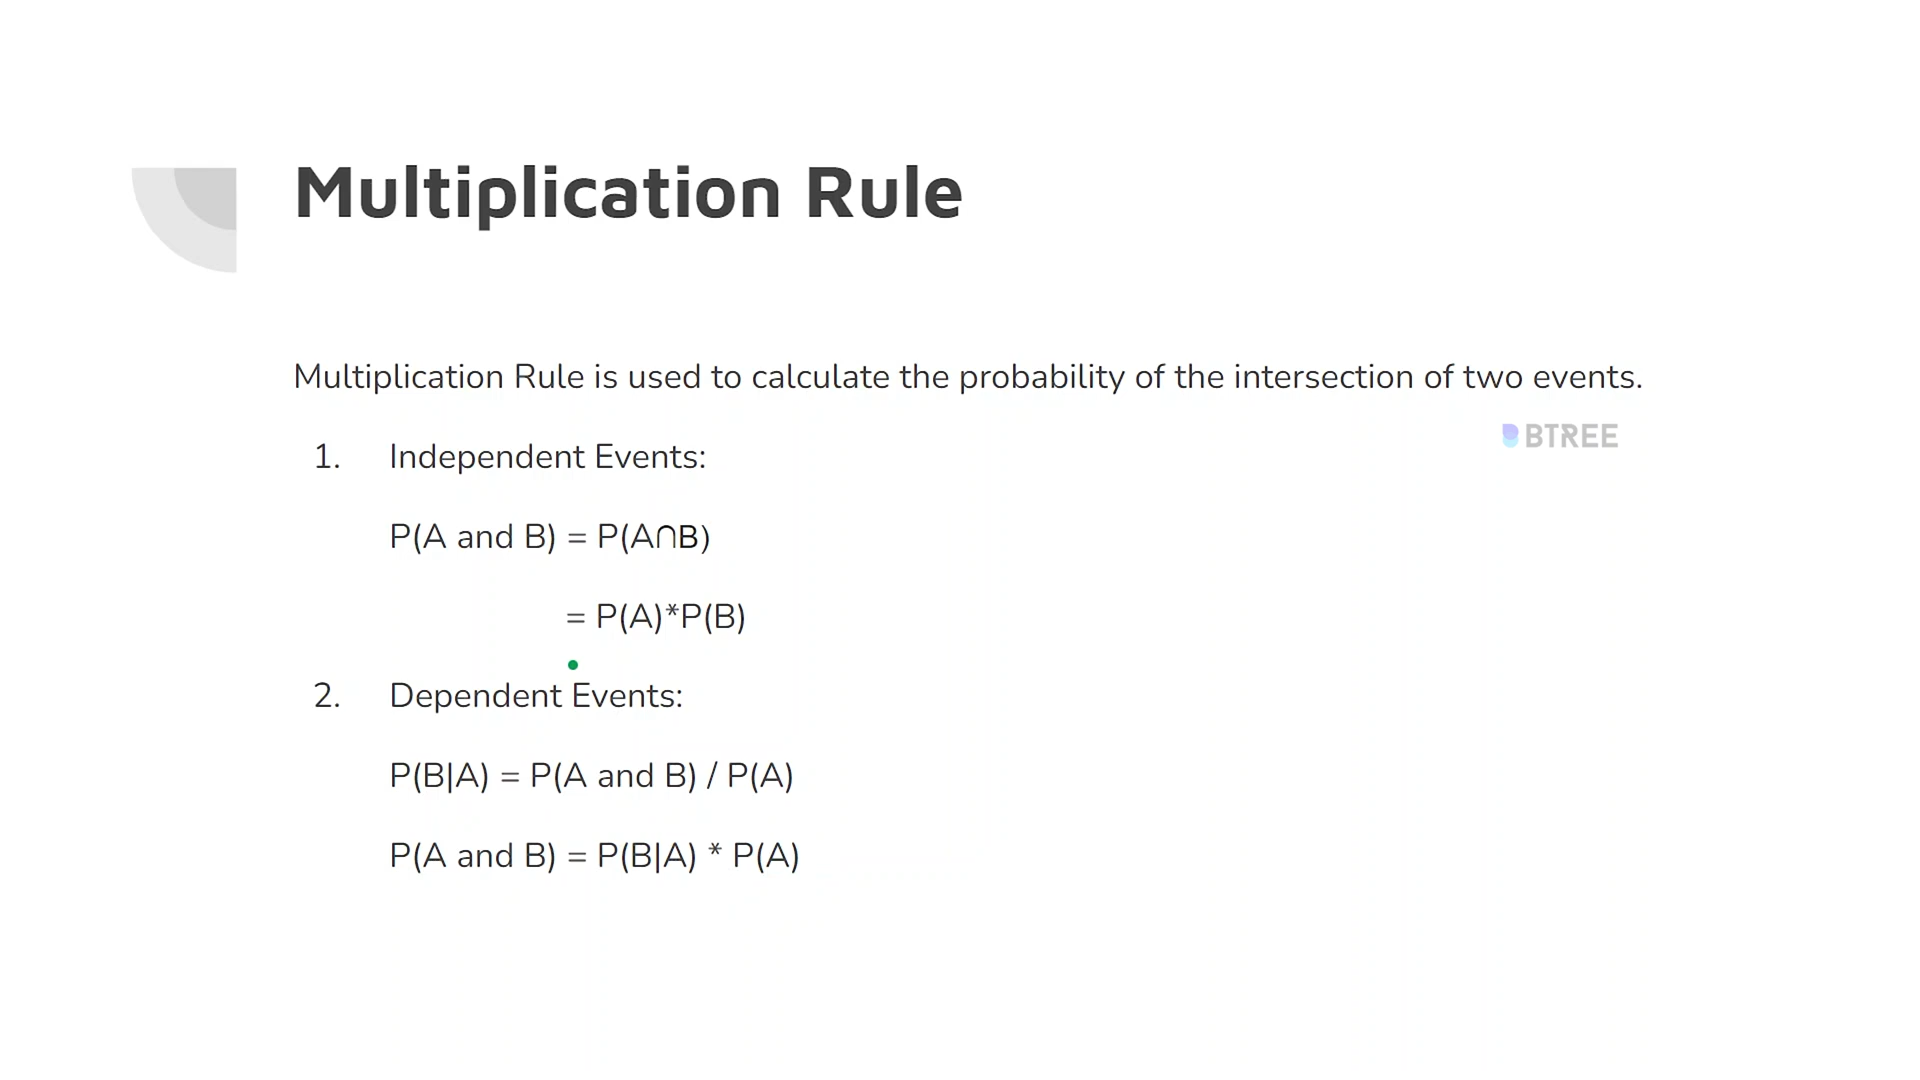 Multiplication Rule
Multiplication Rule is used to calculate the probability of the intersection of two events.
BTREE
1. Independent Events:
P(A and B) = P(A∩B)
= P(A)*P(B)
2. Dependent Events:
P(B|A) = P(A and B) / P(A)
P(A and B) = P(B|A) * P(A)